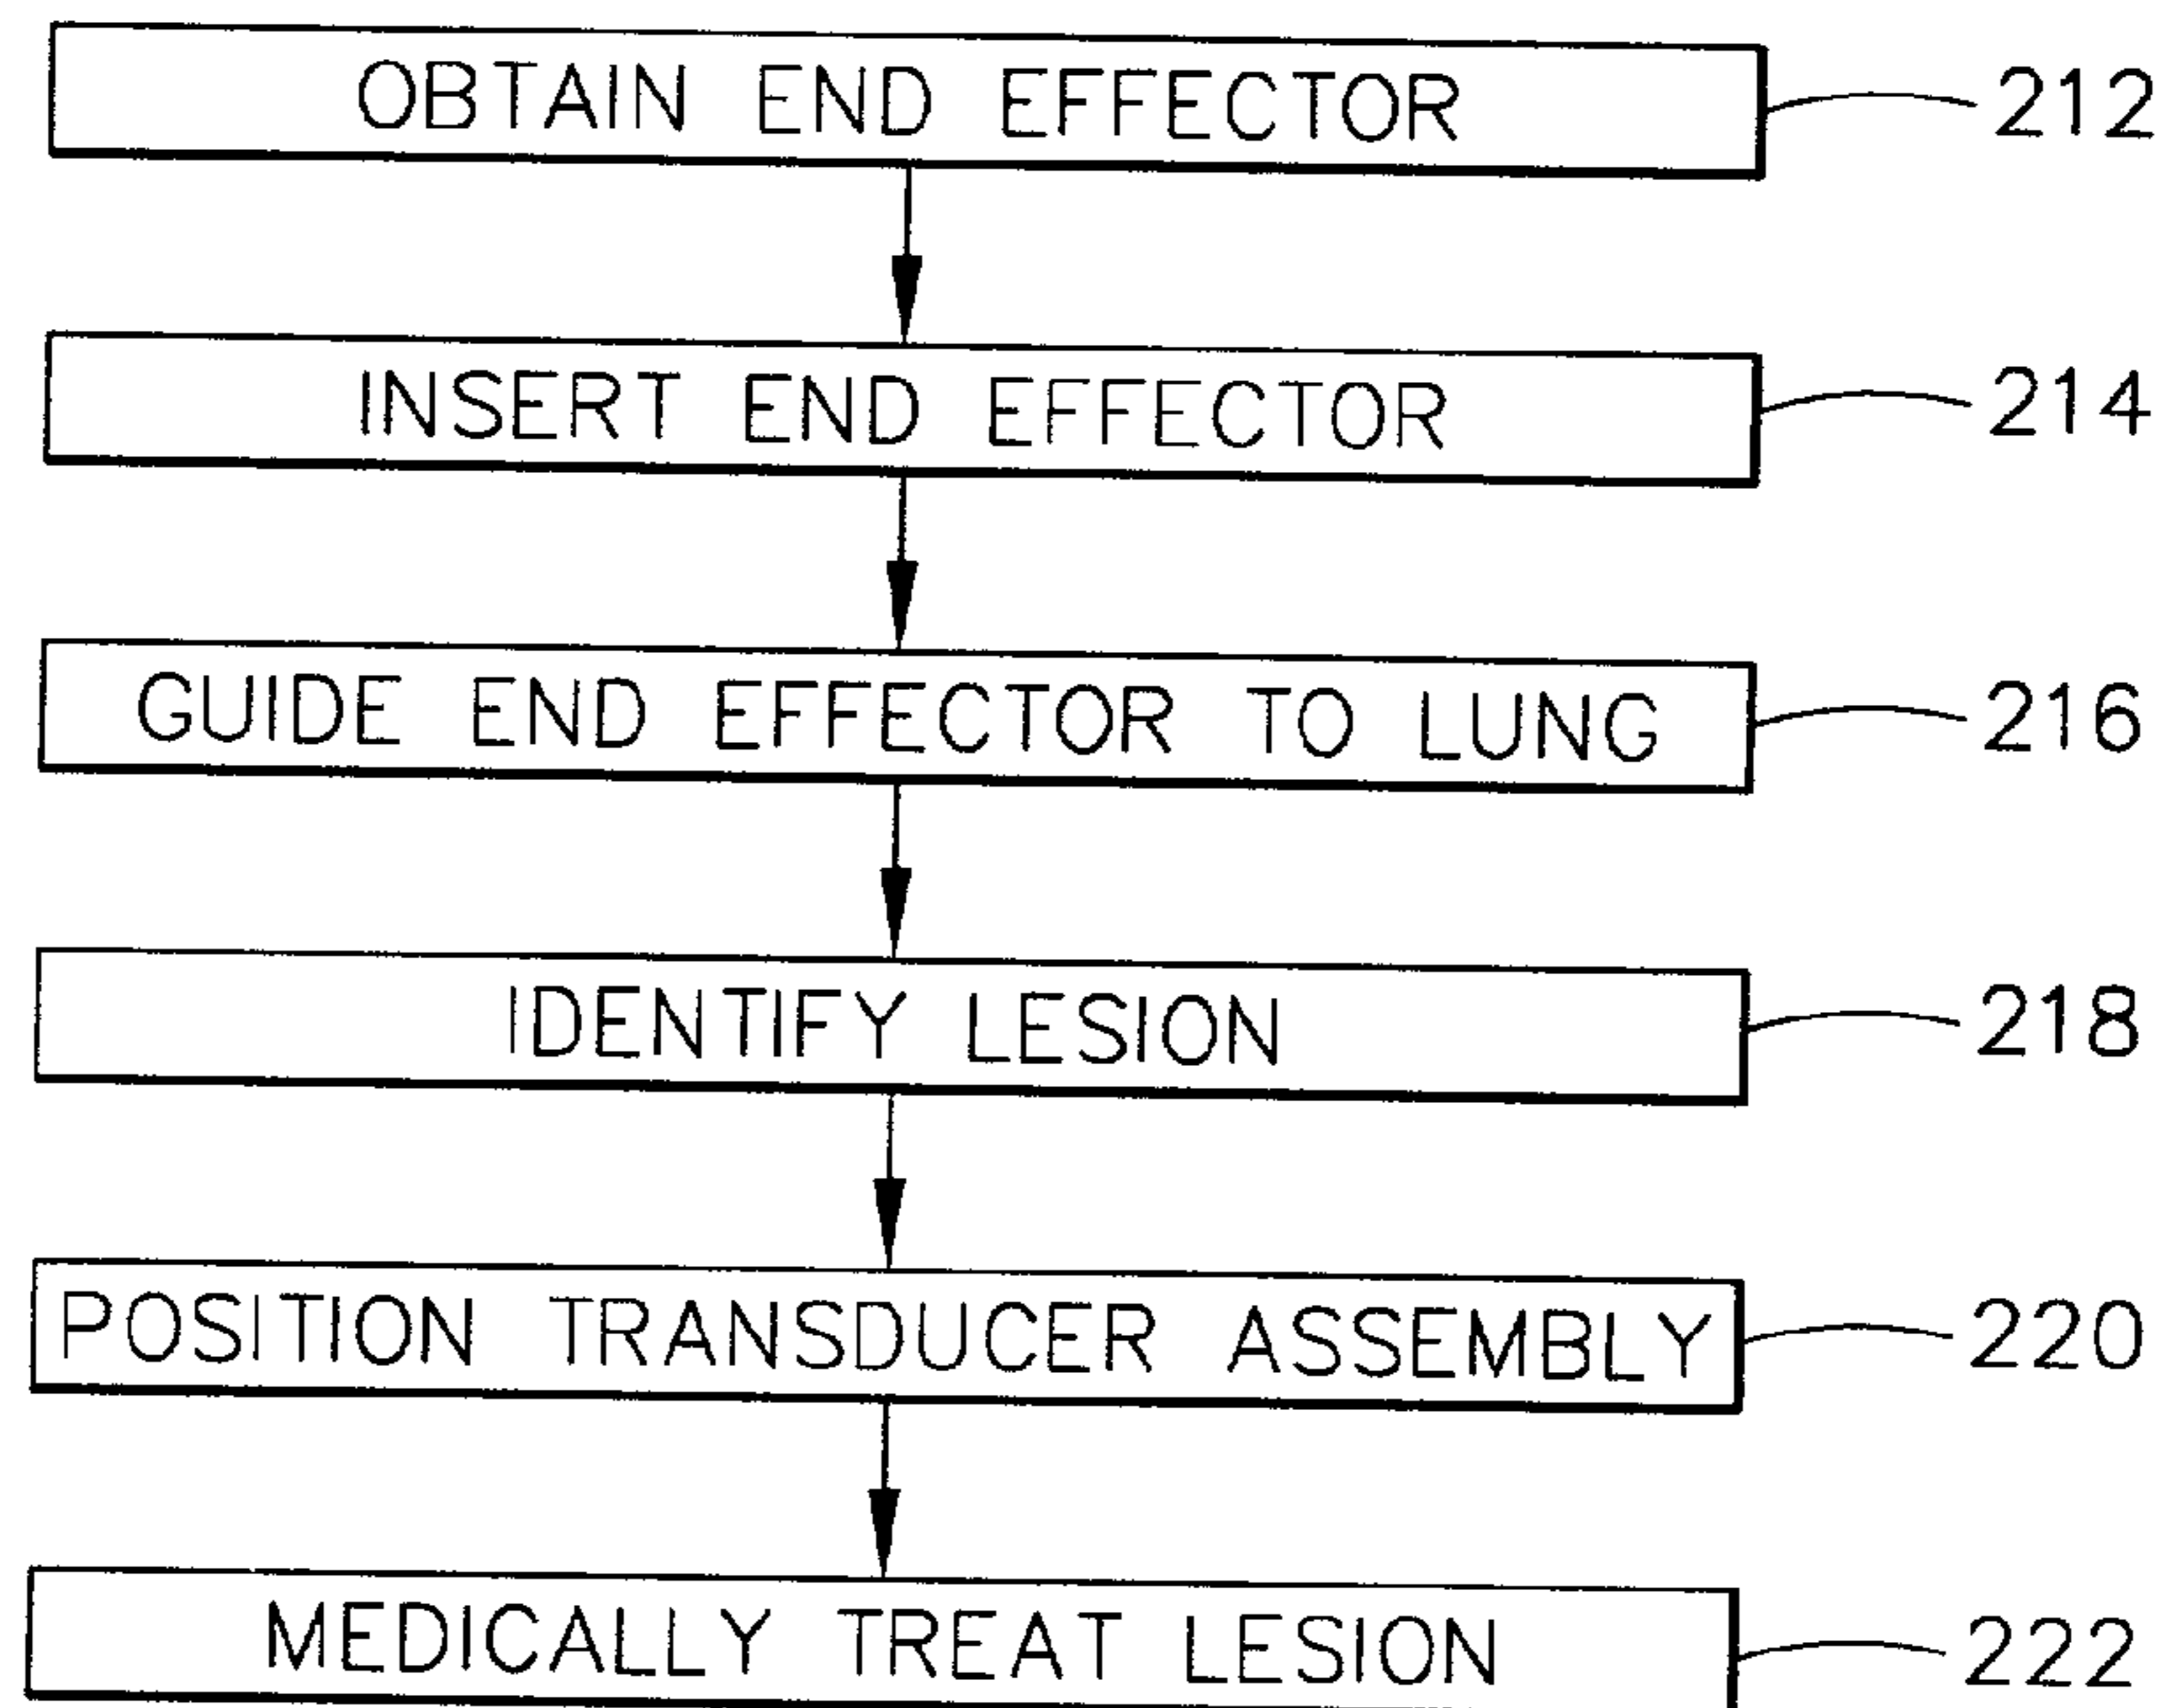 OBTAIN END EFFECTOR 212
INSERT END EFFECTOR 214
GUIDE END EFFECTOR TO LUNG 216
IDENTIFY LESION 218
POSITION TRANSDUCER ASSEMBLY 220
MEDICALLY TREAT LESION 222